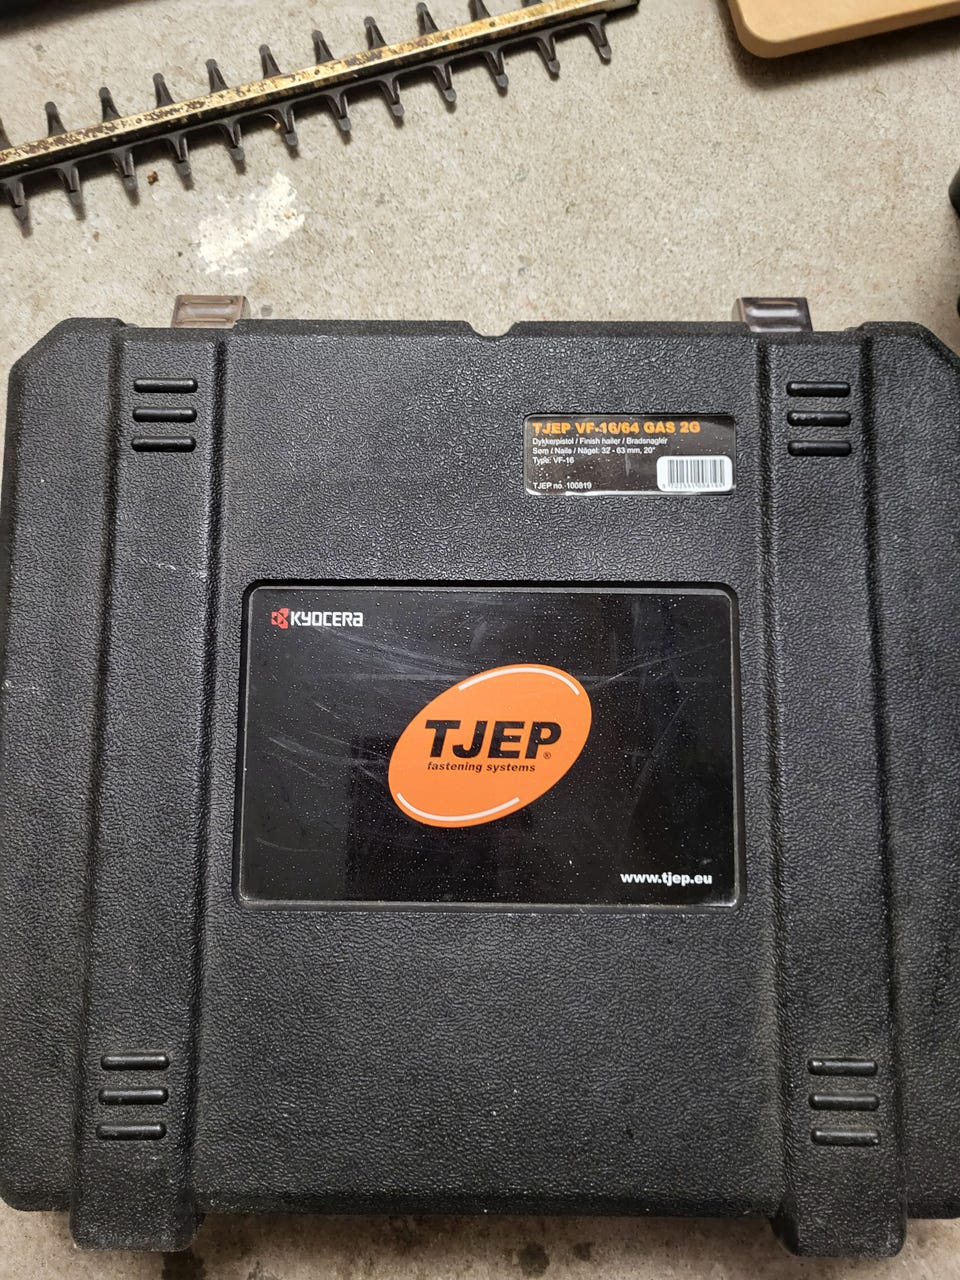 TJEP VF-16/64 GAS 2G
Dykkerpistol / Finish nailer / Bradsnagler
Søm / Nails / Nägel: 32 - 63 mm, 20°
Type: VF-16
TJEP no. 100819
KYOCERA
TJEP®
fastening systems
www.tjep.eu